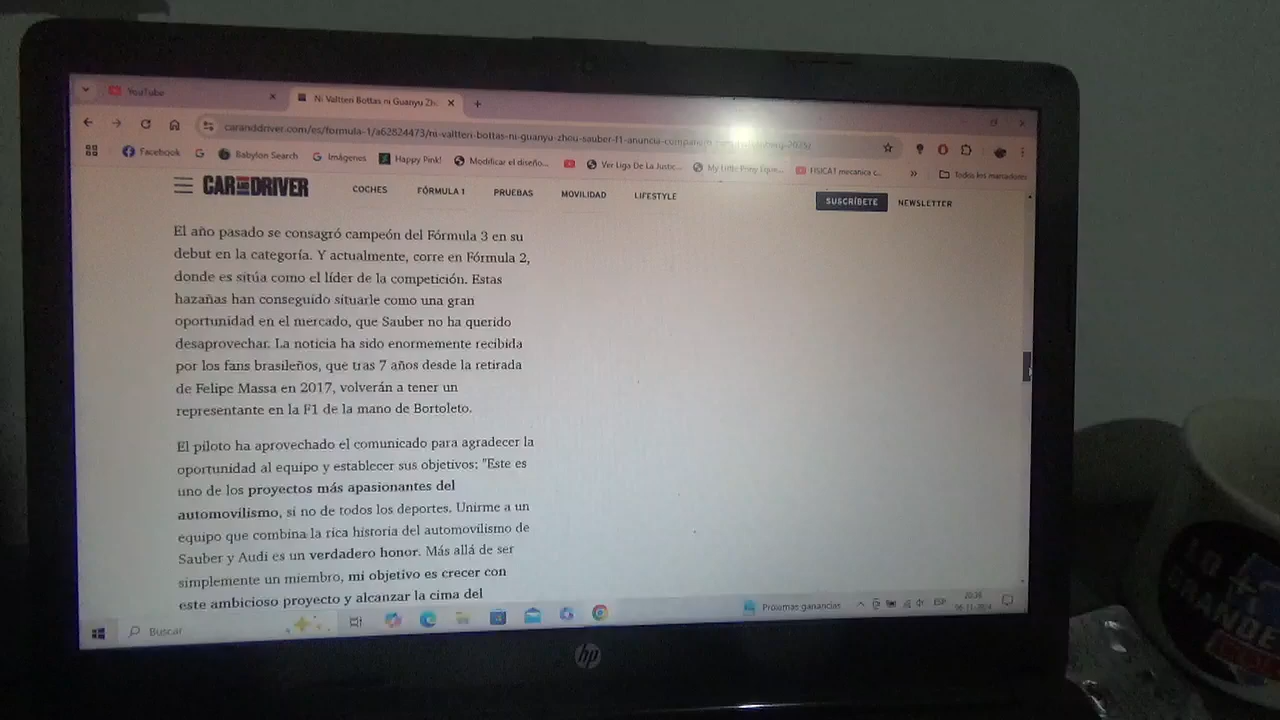 YouTube
Ni Valtteri Bottas ni Guanyu Zho
caranddriver.com/es/formula-1/a62824473/ni-valtteri-bottas-ni-guanyu-zhou-sauber-f1-anuncia-companero
Facebook
Babylon Search
Imágenes
Happy Pink!
Modificar el diseño...
Ver Liga De La Justic...
My Little Pony Eque...
FISICA1 mecanica c...
»
Todos los marcadores
CAR AND DRIVER
COCHES
FÓRMULA 1
PRUEBAS
MOVILIDAD
LIFESTYLE
SUSCRÍBETE
NEWSLETTER
El año pasado se consagró campeón del Fórmula 3 en su
debut en la categoría. Y actualmente, corre en Fórmula 2,
donde es sitúa como el líder de la competición. Estas
hazañas han conseguido situarle como una gran
oportunidad en el mercado, que Sauber no ha querido
desaprovechar. La noticia ha sido enormemente recibida
por los fans brasileños, que tras 7 años desde la retirada
de Felipe Massa en 2017, volverán a tener un
representante en la F1 de la mano de Bortoleto.
El piloto ha aprovechado el comunicado para agradecer la
oportunidad al equipo y establecer sus objetivos: "Este es
uno de los proyectos más apasionantes del
automovilismo, si no de todos los deportes. Unirme a un
equipo que combina la rica historia del automovilismo de
Sauber y Audi es un verdadero honor. Más allá de ser
simplemente un miembro, mi objetivo es crecer con
este ambicioso proyecto y alcanzar la cima del
Buscar
Próximas ganancias
ESP
hp
LO
GRANDE